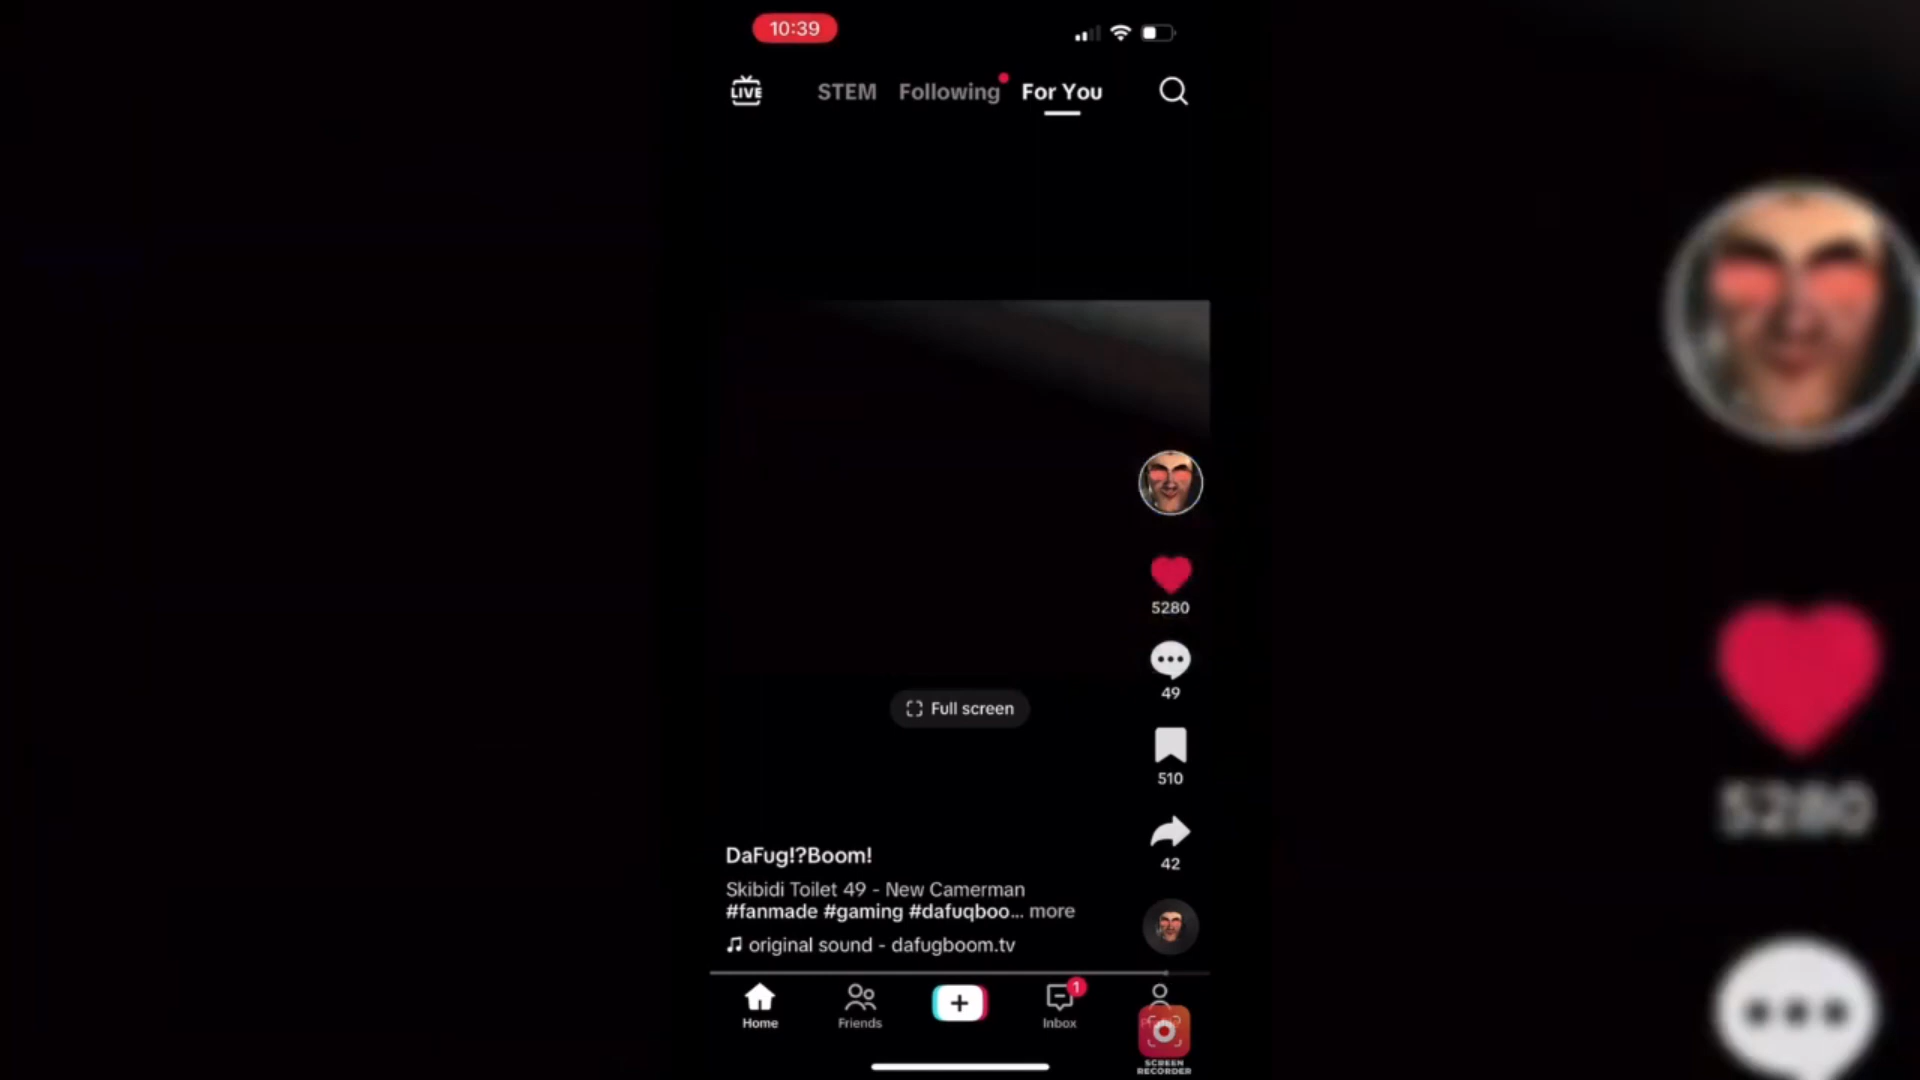 10:39
LIVE
STEM Following For You
5280
49
Full screen
510
42
DaFug!?Boom!
Skibidi Toilet 49 - New Camerman
#fanmade #gaming #dafuqboo... more
original sound - dafugboom.tv
Home Friends Inbox 1
SCREEN
RECORDER
5280